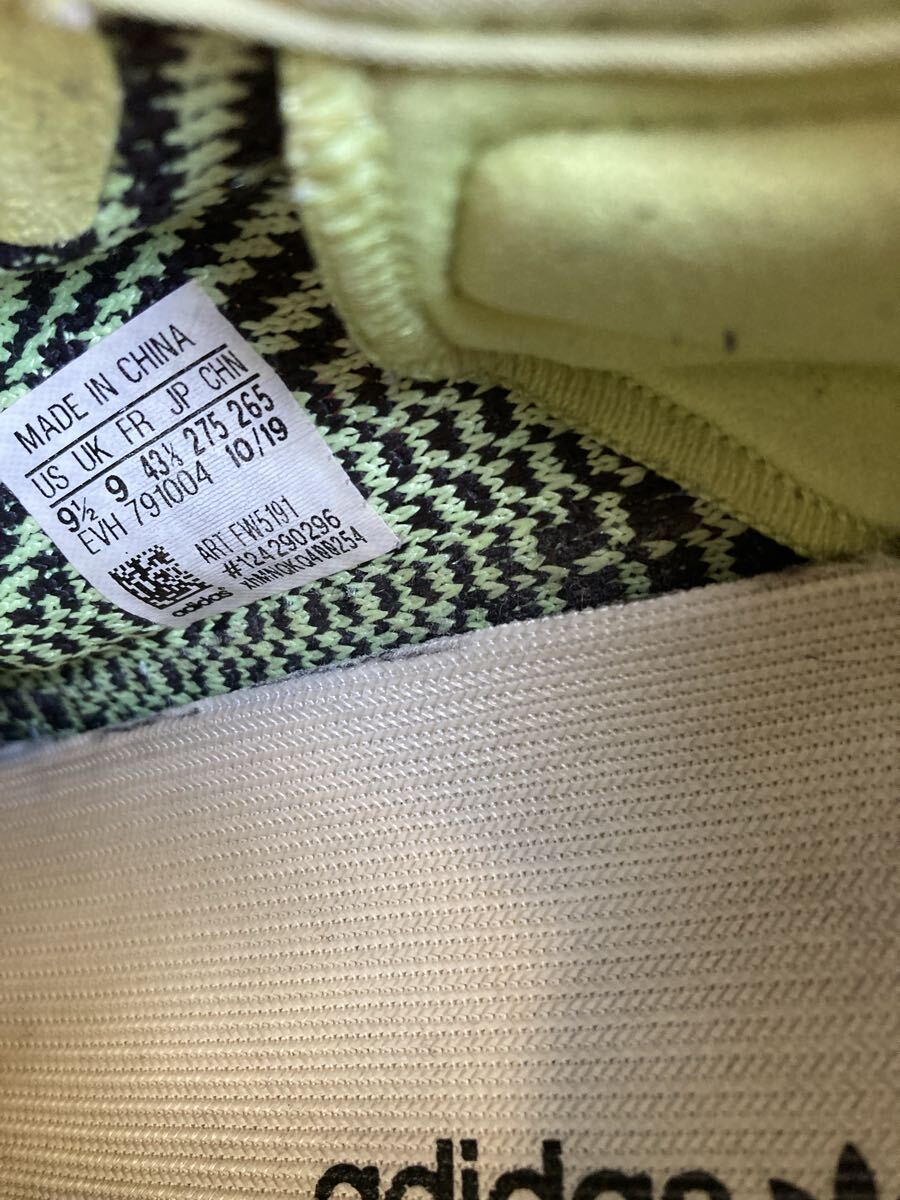 MADE IN CHINA
US UK FR JP CHN
9½ 9 43⅓ 275 265
EVH 791004 10/19
ART FW5191
#124290296
adidas
adidas